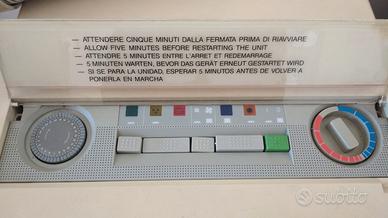 — ATTENDERE CINQUE MINUTI DALLA FERMATA PRIMA DI RIAVVIARE
— ALLOW FIVE MINUTES BEFORE RESTARTING THE UNIT
— ATTENDRE 5 MINUTES ENTRE L'ARRET ET REDEMARRAGE
— 5 MINUTEN WARTEN, BEVOR DAS GERÄT ERNEUT GESTARTET WIRD
— SI SE PARA LA UNIDAD, ESPERAR 5 MINUTOS ANTES DE VOLVER A
PONERLA EN MARCHA
subito